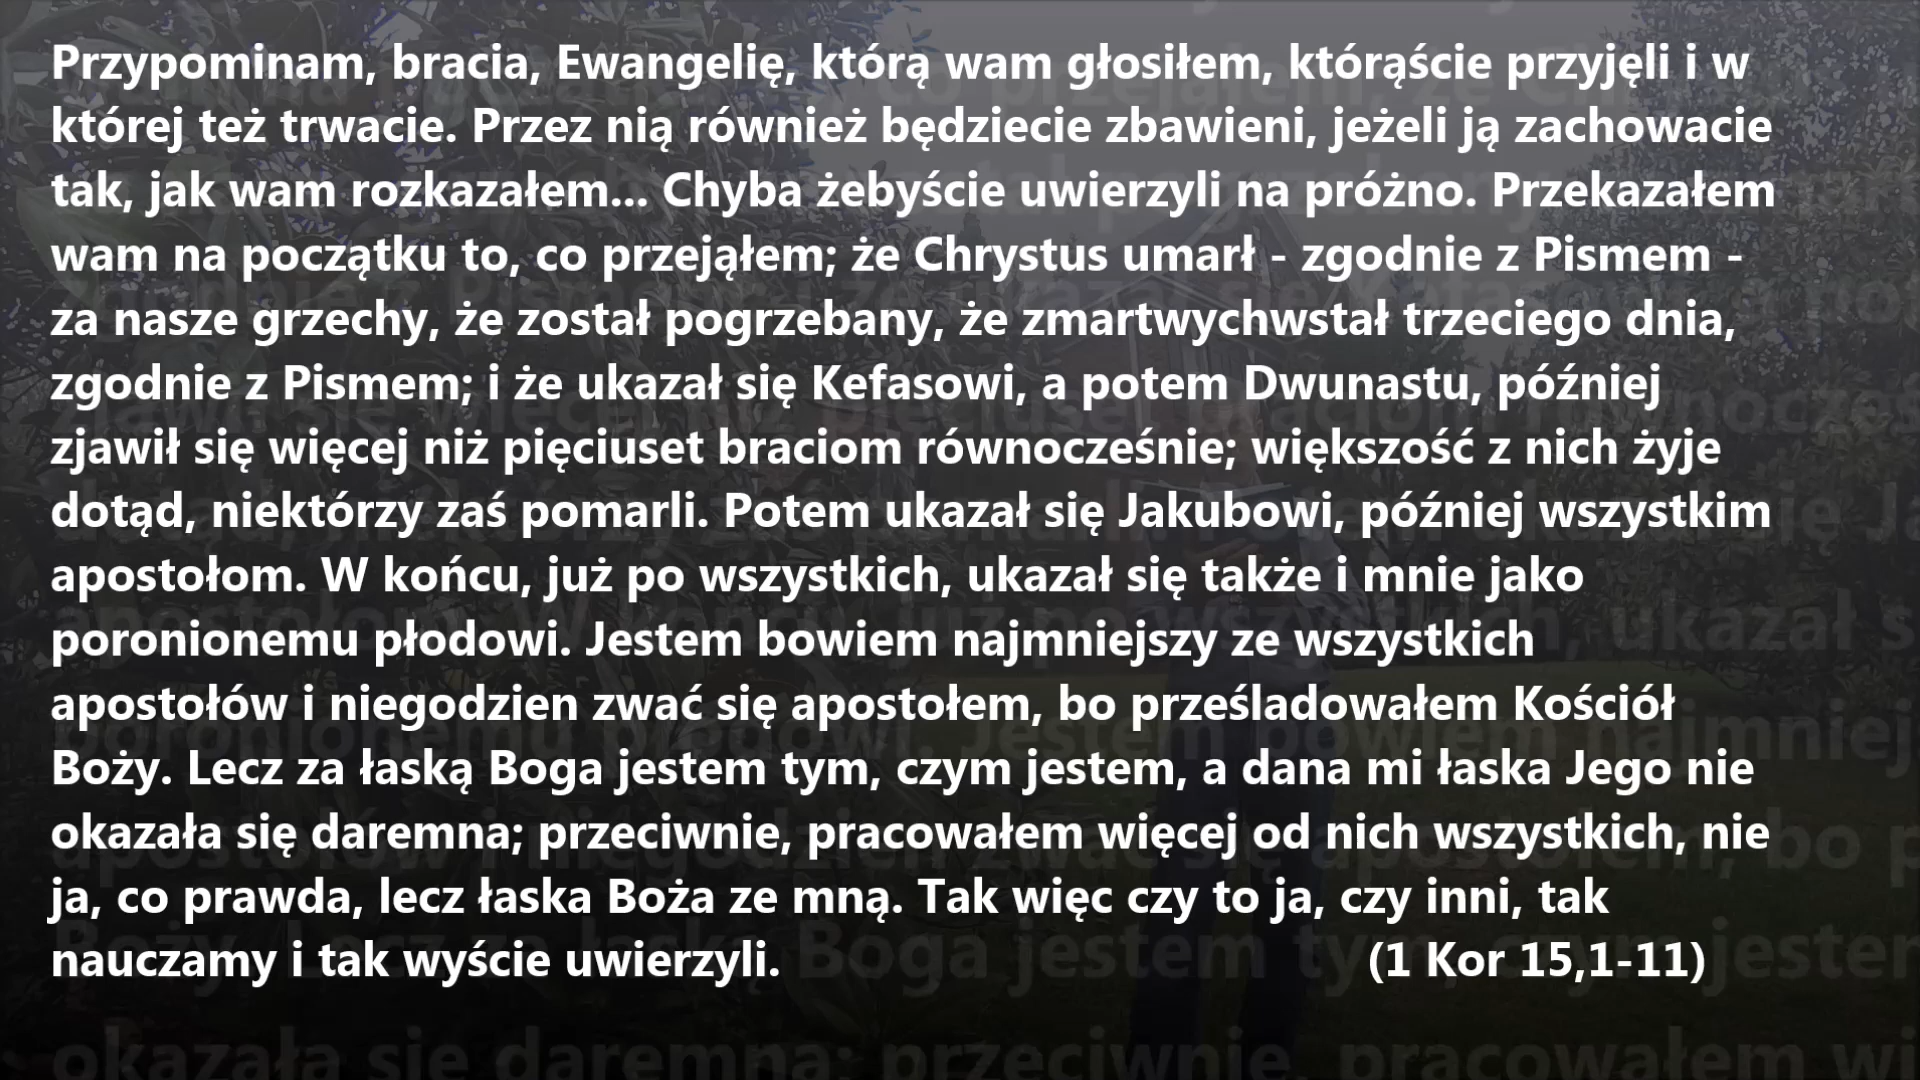 Przypominam, bracia, Ewangelię, którą wam głosiłem, którąście przyjęli i w
której też trwacie. Przez nią również będziecie zbawieni, jeżeli ją zachowacie
tak, jak wam rozkazałem... Chyba żebyście uwierzyli na próżno. Przekazałem
wam na początku to, co przejąłem; że Chrystus umarł - zgodnie z Pismem -
za nasze grzechy, że został pogrzebany, że zmartwychwstał trzeciego dnia,
zgodnie z Pismem; i że ukazał się Kefasowi, a potem Dwunastu, później
zjawił się więcej niż pięciuset braciom równocześnie; większość z nich żyje
dotąd, niektórzy zaś pomarli. Potem ukazał się Jakubowi, później wszystkim
apostołom. W końcu, już po wszystkich, ukazał się także i mnie jako
poronionemu płodowi. Jestem bowiem najmniejszy ze wszystkich
apostołów i niegodzien zwać się apostołem, bo prześladowałem Kościół
Boży. Lecz za łaską Boga jestem tym, czym jestem, a dana mi łaska Jego nie
okazała się daremna; przeciwnie, pracowałem więcej od nich wszystkich, nie
ja, co prawda, lecz łaska Boża ze mną. Tak więc czy to ja, czy inni, tak
nauczamy i tak wyście uwierzyli. (1 Kor 15,1-11)
okazała się daremna; przeciwnie, pracowałem wi